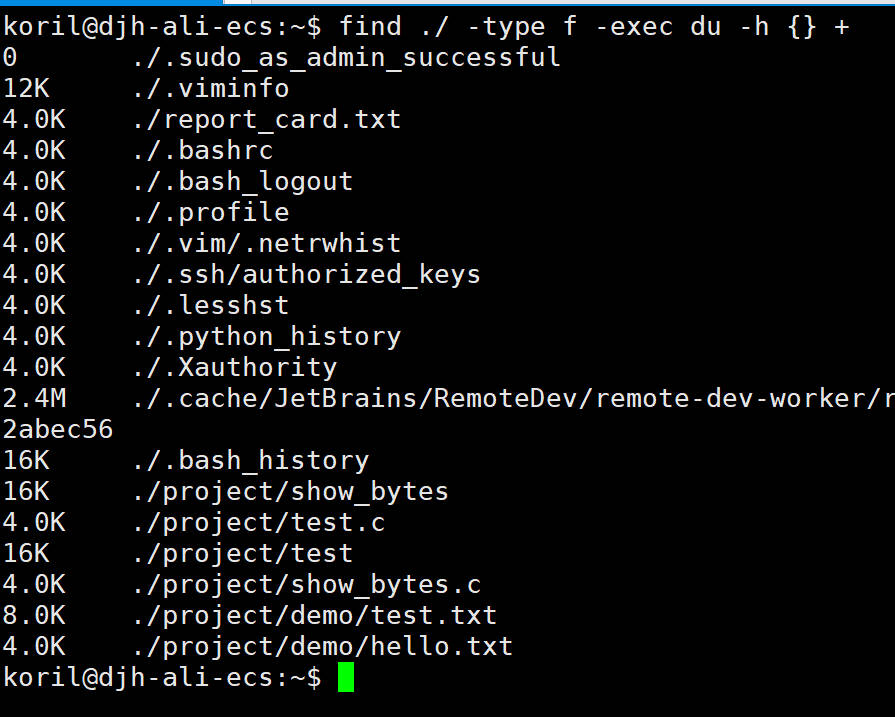 koril@djh-ali-ecs:~$ find ./ -type f -exec du -h {} +
0       ./.sudo_as_admin_successful
12K     ./.viminfo
4.0K    ./report_card.txt
4.0K    ./.bashrc
4.0K    ./.bash_logout
4.0K    ./.profile
4.0K    ./.vim/.netrwhist
4.0K    ./.ssh/authorized_keys
4.0K    ./.lesshst
4.0K    ./.python_history
4.0K    ./.Xauthority
2.4M    ./.cache/JetBrains/RemoteDev/remote-dev-worker/r
2abec56
16K     ./.bash_history
16K     ./project/show_bytes
4.0K    ./project/test.c
16K     ./project/test
4.0K    ./project/show_bytes.c
8.0K    ./project/demo/test.txt
4.0K    ./project/demo/hello.txt
koril@djh-ali-ecs:~$